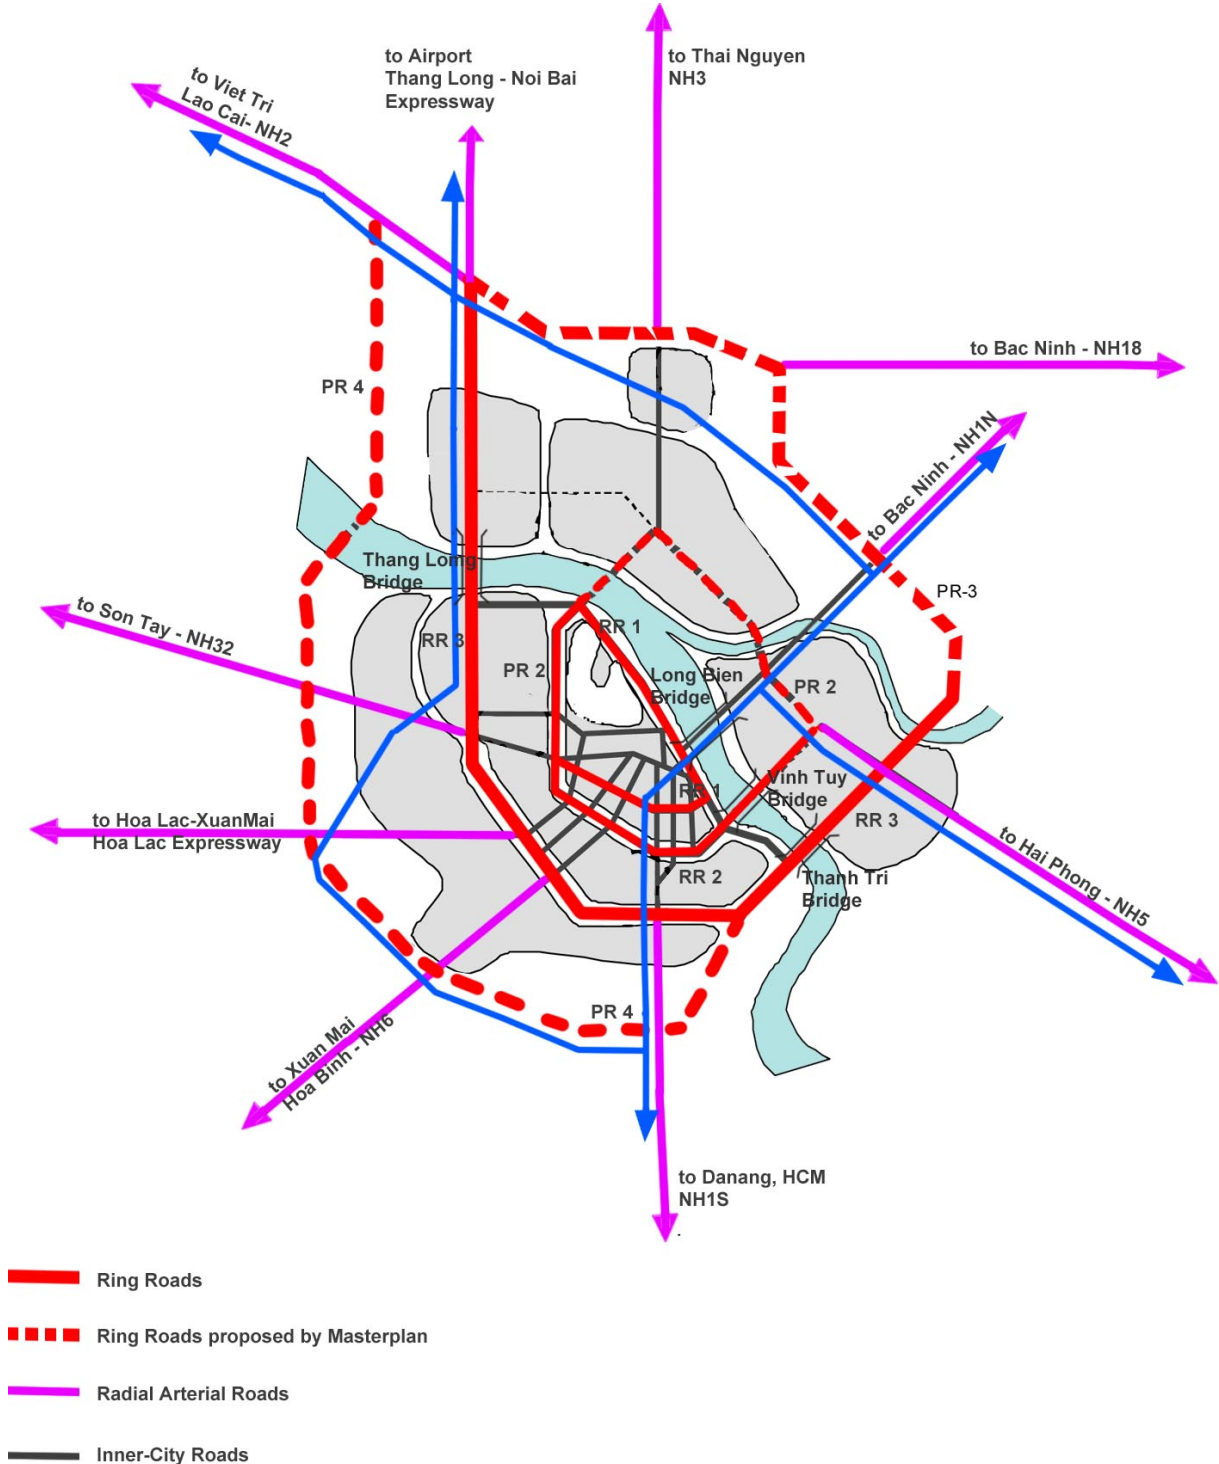 to Airport
Thang Long - Noi Bai
Expressway
to Thai Nguyen
NH3
to Viet Tri
Lao Cai- NH2
to Bac Ninh - NH18
PR 4
to Bac Ninh - NH1N
Thang Long
Bridge
PR-3
to Son Tay - NH32
RR 3
RR 1
PR 2
Long Bien
Bridge
PR 2
Vinh Tuy
Bridge
RR 1
to Hoa Lac-XuanMai
Hoa Lac Expressway
RR 3
to Hai Phong - NH5
RR 2
Thanh Tri
Bridge
PR 4
to Xuan Mai
Hoa Binh - NH6
to Danang, HCM
NH1S
Ring Roads
Ring Roads proposed by Masterplan
Radial Arterial Roads
Inner-City Roads